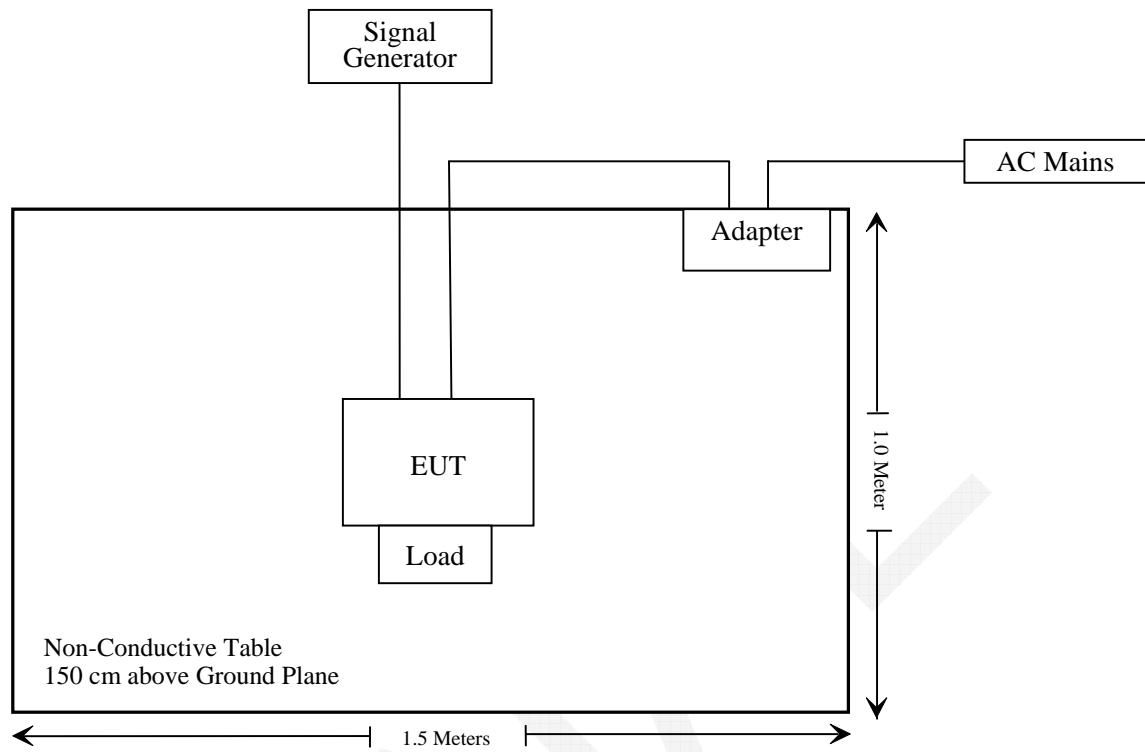 Signal
Generator
AC Mains
Adapter
EUT
1.0 Meter
Load
Non-Conductive Table
150 cm above Ground Plane
1.5 Meters